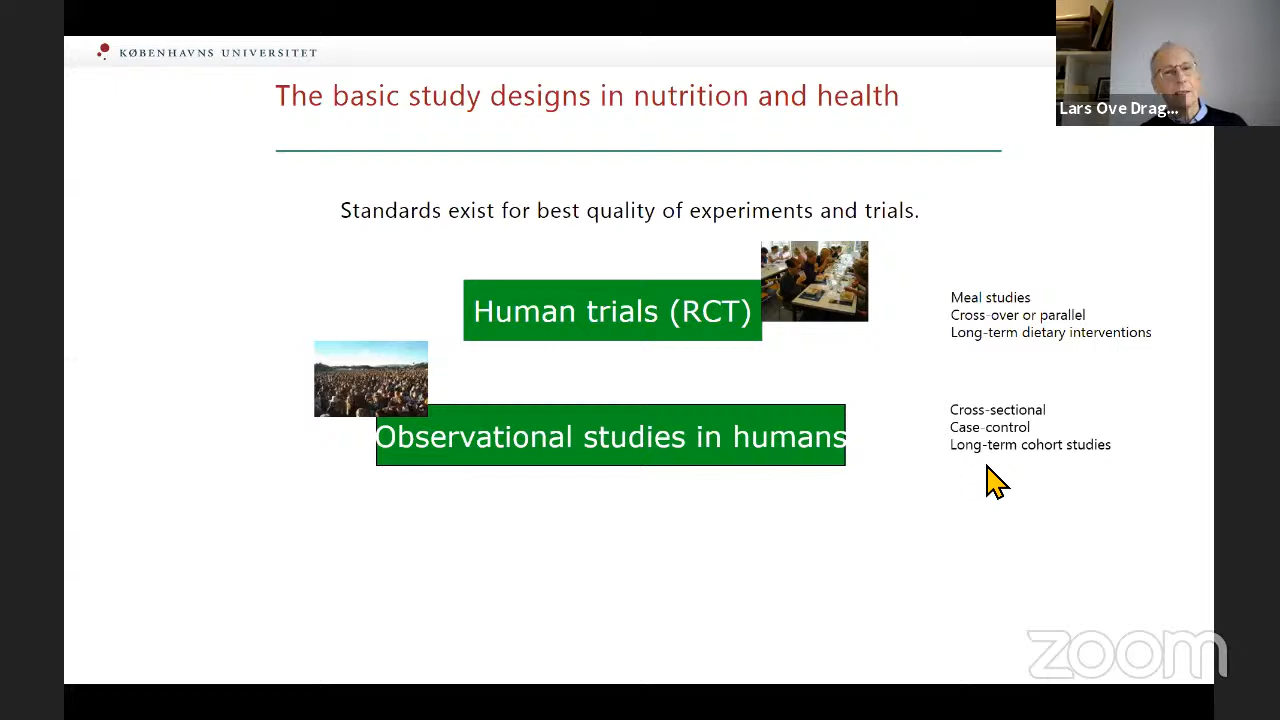 KØBENHAVNS UNIVERSITET
The basic study designs in nutrition and health
Lars Ove Drag...
Standards exist for best quality of experiments and trials.
Human trials (RCT)
Meal studies
Cross-over or parallel
Long-term dietary interventions
Observational studies in humans
Cross-sectional
Case-control
Long-term cohort studies
zoom